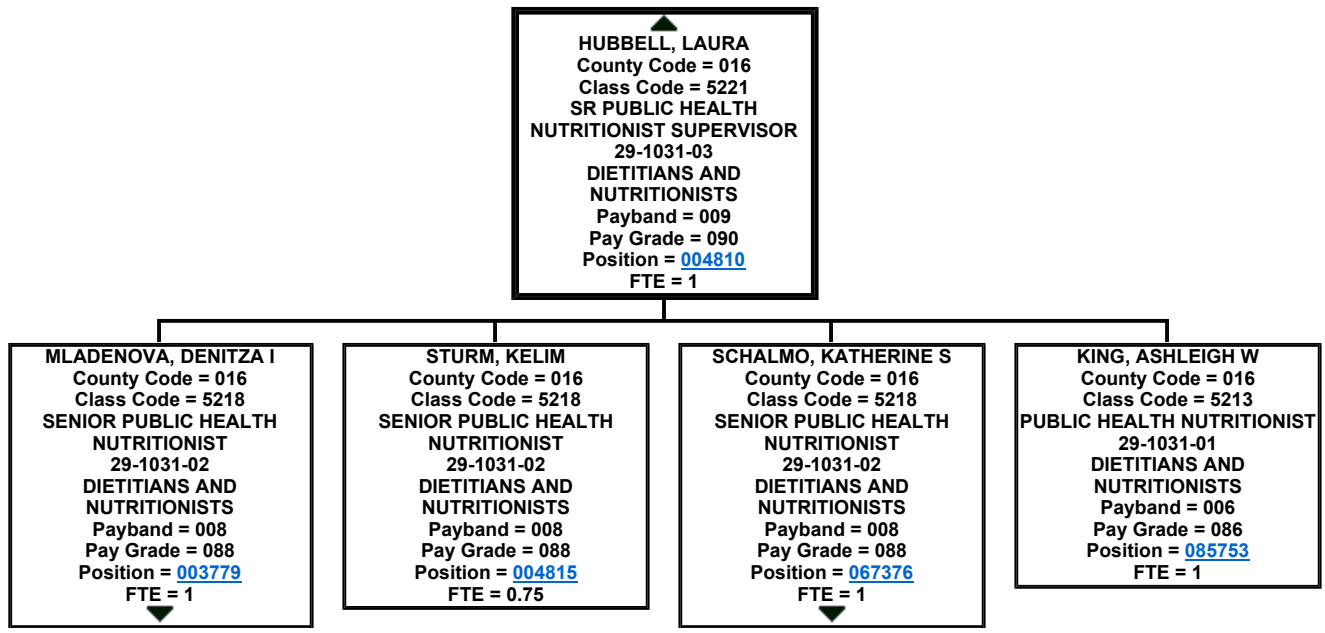 HUBBELL, LAURA
County Code = 016
Class Code = 5221
SR PUBLIC HEALTH
NUTRITIONIST SUPERVISOR
29-1031-03
DIETITIANS AND
NUTRITIONISTS
Payband = 009
Pay Grade = 090
Position = 004810
FTE = 1
MLADENOVA, DENITZA I
County Code = 016
Class Code = 5218
SENIOR PUBLIC HEALTH
NUTRITIONIST
29-1031-02
DIETITIANS AND
NUTRITIONISTS
Payband = 008
Pay Grade = 088
Position = 003779
FTE = 1
STURM, KELIM
County Code = 016
Class Code = 5218
SENIOR PUBLIC HEALTH
NUTRITIONIST
29-1031-02
DIETITIANS AND
NUTRITIONISTS
Payband = 008
Pay Grade = 088
Position = 004815
FTE = 0.75
SCHALMO, KATHERINE S
County Code = 016
Class Code = 5218
SENIOR PUBLIC HEALTH
NUTRITIONIST
29-1031-02
DIETITIANS AND
NUTRITIONISTS
Payband = 008
Pay Grade = 088
Position = 067376
FTE = 1
KING, ASHLEIGH W
County Code = 016
Class Code = 5213
PUBLIC HEALTH NUTRITIONIST
29-1031-01
DIETITIANS AND
NUTRITIONISTS
Payband = 006
Pay Grade = 086
Position = 085753
FTE = 1